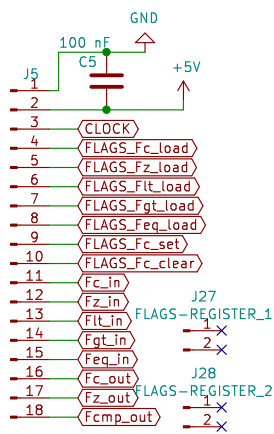 GND
100 nF
J5
C5
+5V
1
2
3 CLOCK
4 FLAGS_Fc_load
5 FLAGS_Fz_load
6 FLAGS_Flt_load
7 FLAGS_Fgt_load
8 FLAGS_Feq_load
9 FLAGS_Fc_set
10 FLAGS_Fc_clear
11 Fc_in
12 Fz_in
13 Flt_in
14 Fgt_in
15 Feq_in
16 Fc_out
17 Fz_out
18 Fcmp_out
J27
FLAGS-REGISTER_1
1
2
J28
FLAGS-REGISTER_2
1
2